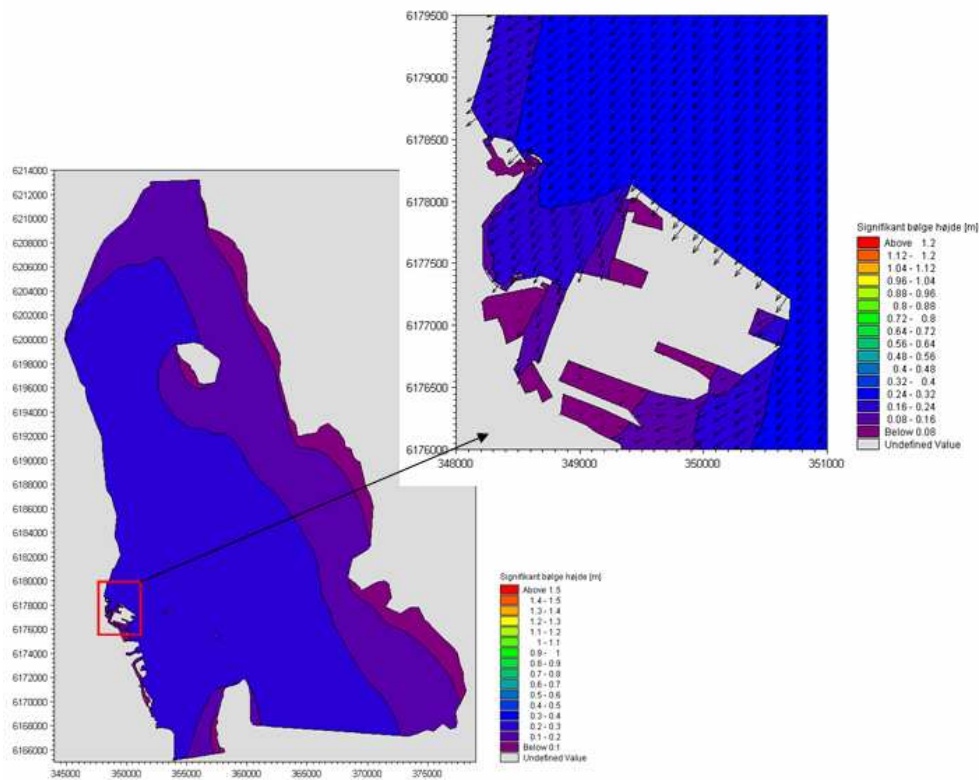 6179500
6179000
6178500
6178000
6177500
6177000
6176500
6176000
348000
349000
350000
351000
Signifikant bølge højde [m]
Above 1.2
1.12 - 1.2
1.04 - 1.12
0.96 - 1.04
0.88 - 0.96
0.8 - 0.88
0.72 - 0.8
0.64 - 0.72
0.56 - 0.64
0.48 - 0.56
0.4 - 0.48
0.32 - 0.4
0.24 - 0.32
0.16 - 0.24
0.08 - 0.16
Below 0.08
Undefined Value
6214000
6212000
6210000
6208000
6206000
6204000
6202000
6200000
6198000
6196000
6194000
6192000
6190000
6188000
6186000
6184000
6182000
6180000
6178000
6176000
6174000
6172000
6170000
6168000
6166000
345000
350000
355000
360000
365000
370000
375000
Signifikant bølge højde [m]
Above 1.5
1.4 - 1.5
1.3 - 1.4
1.2 - 1.3
1.1 - 1.2
1 - 1.1
0.9 - 1
0.8 - 0.9
0.7 - 0.8
0.6 - 0.7
0.5 - 0.6
0.4 - 0.5
0.3 - 0.4
0.2 - 0.3
0.1 - 0.2
Below 0.1
Undefined Value